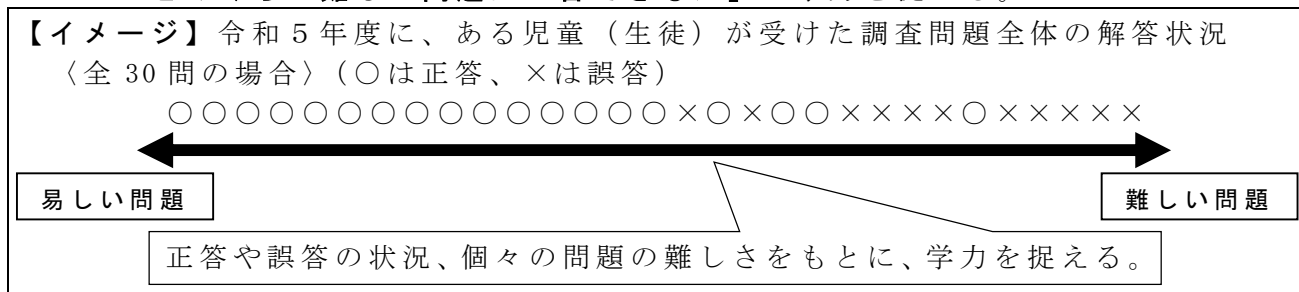 【イメージ】令和5年度に、ある児童（生徒）が受けた調査問題全体の解答状況
〈全30問の場合〉（○は正答、×は誤答）
○○○○○○○○○○○○○○○×○×○○××××○×××××
易しい問題
難しい問題
正答や誤答の状況、個々の問題の難しさをもとに、学力を捉える。